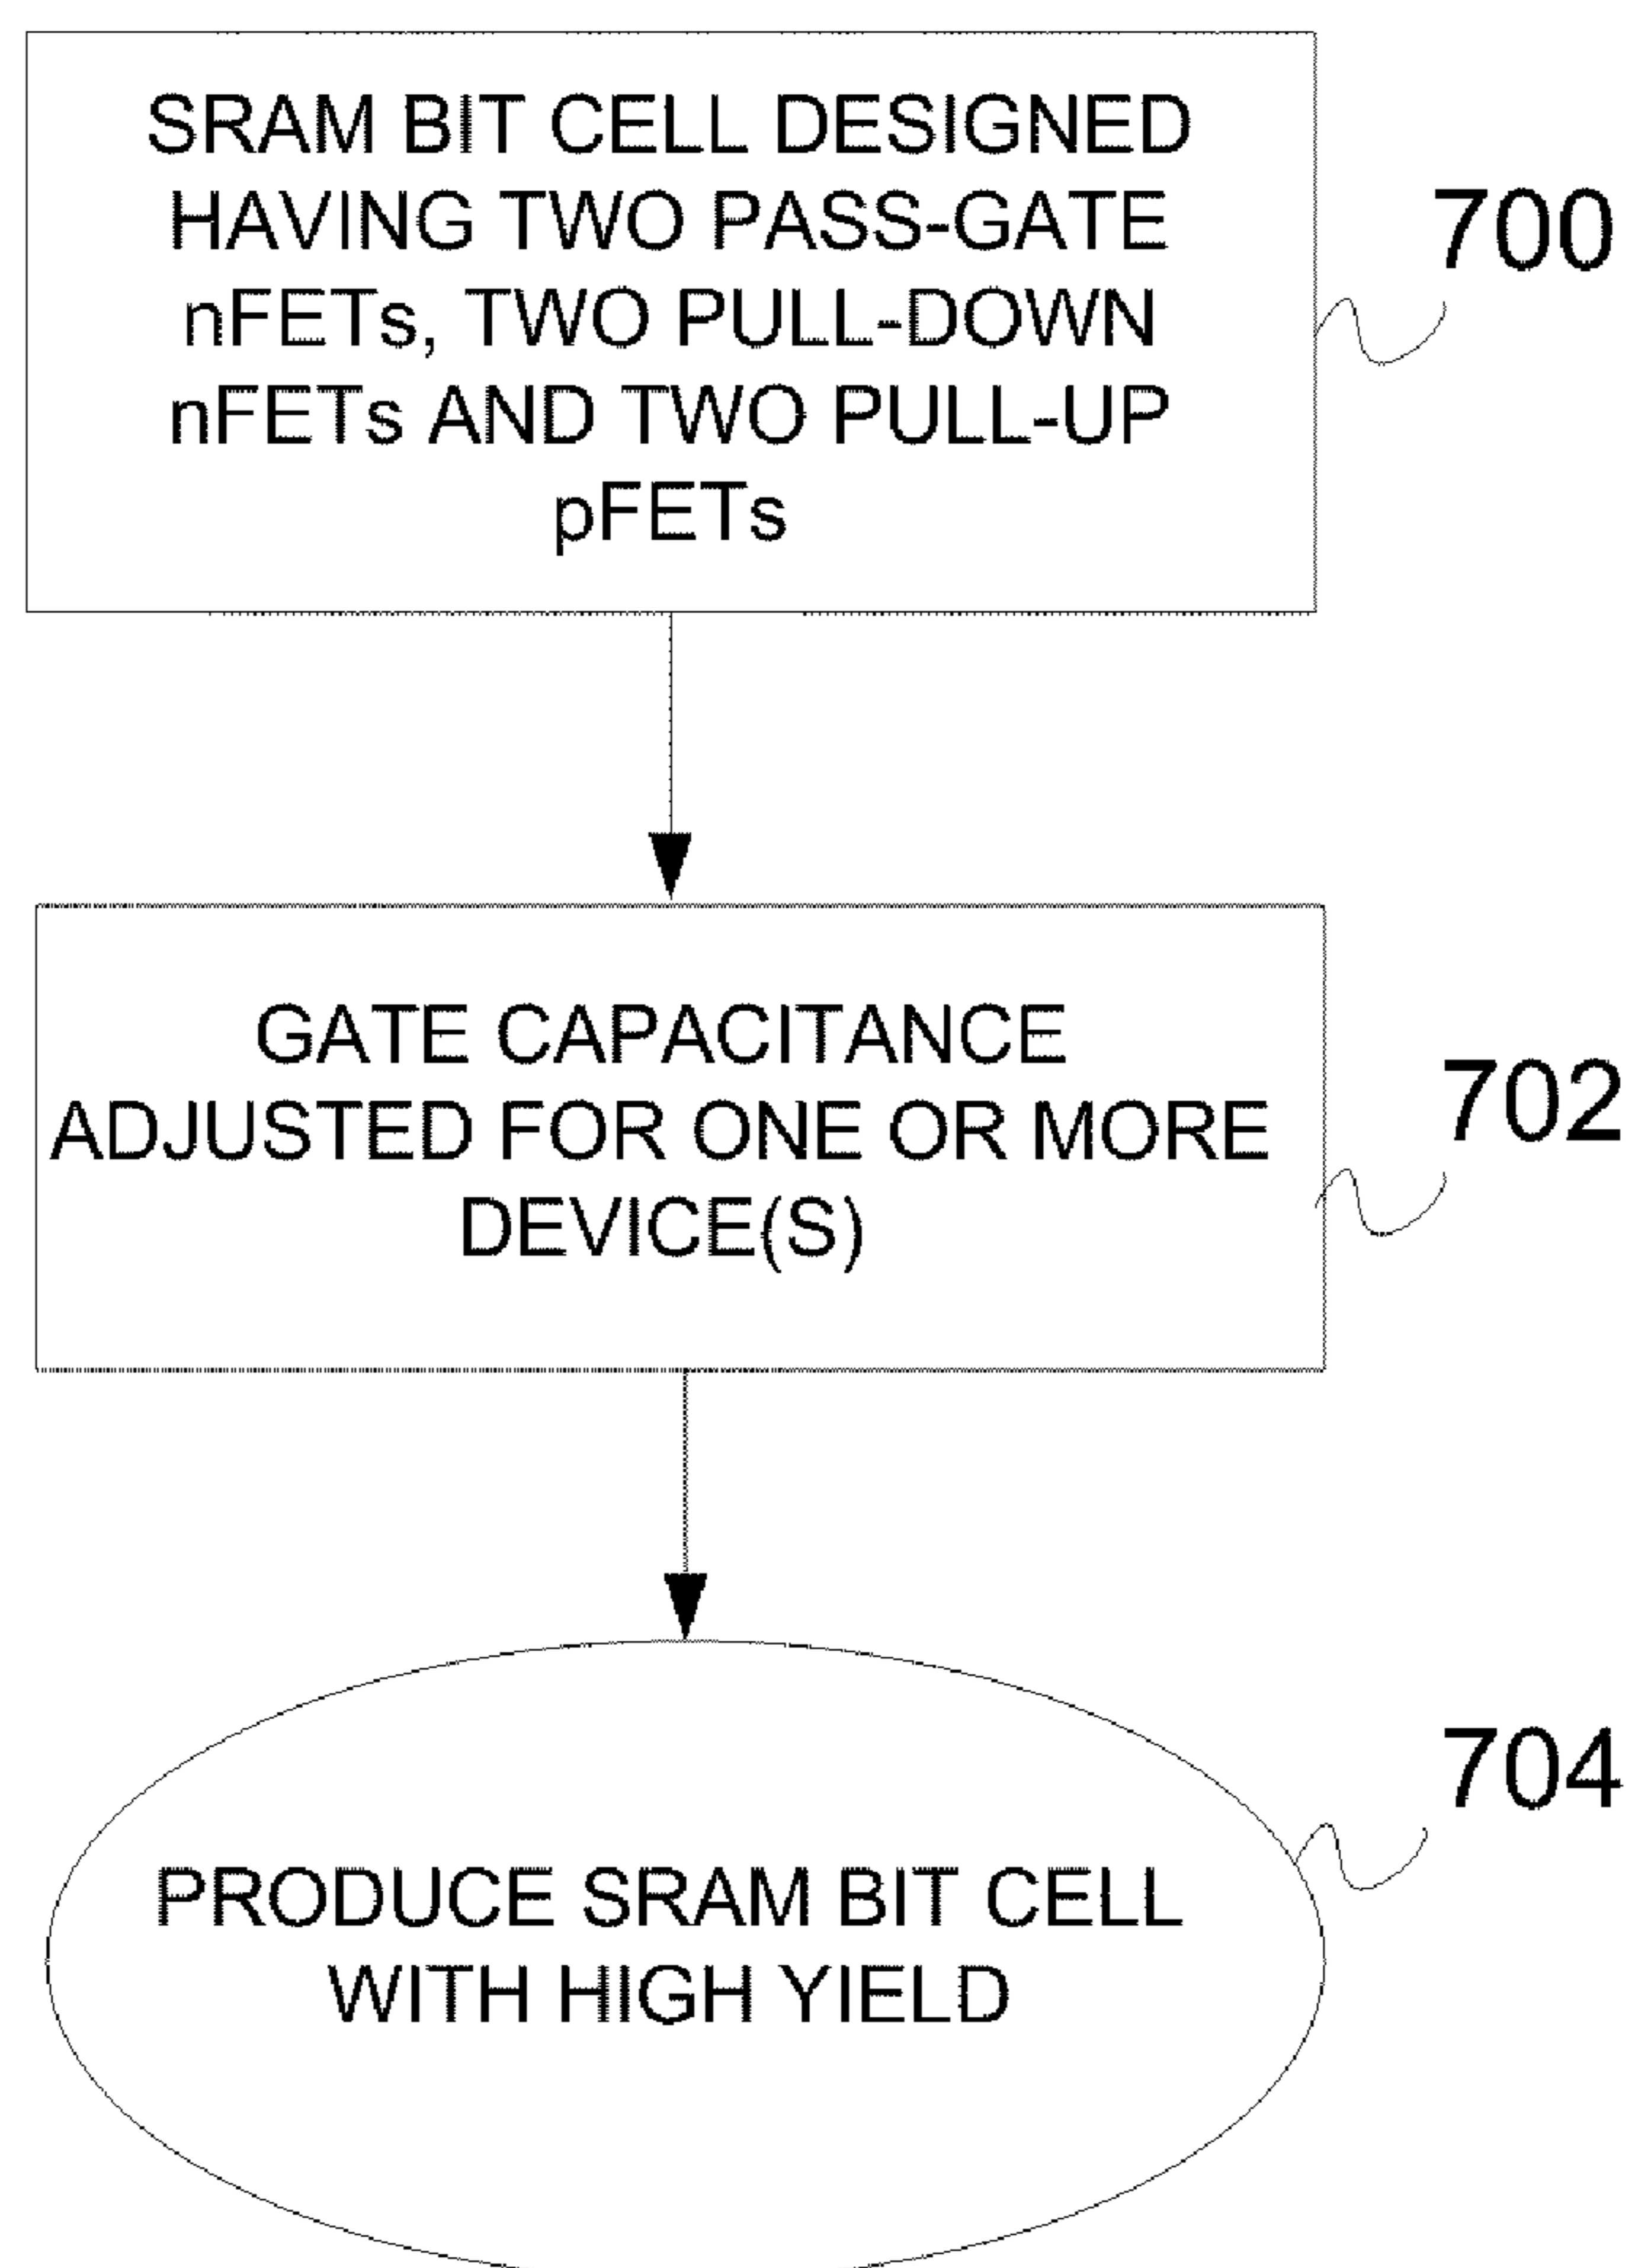 SRAM BIT CELL DESIGNED
HAVING TWO PASS-GATE
nFETs, TWO PULL-DOWN
nFETs AND TWO PULL-UP
pFETs
700
GATE CAPACITANCE
ADJUSTED FOR ONE OR MORE
DEVICE(S)
702
704
PRODUCE SRAM BIT CELL
WITH HIGH YIELD